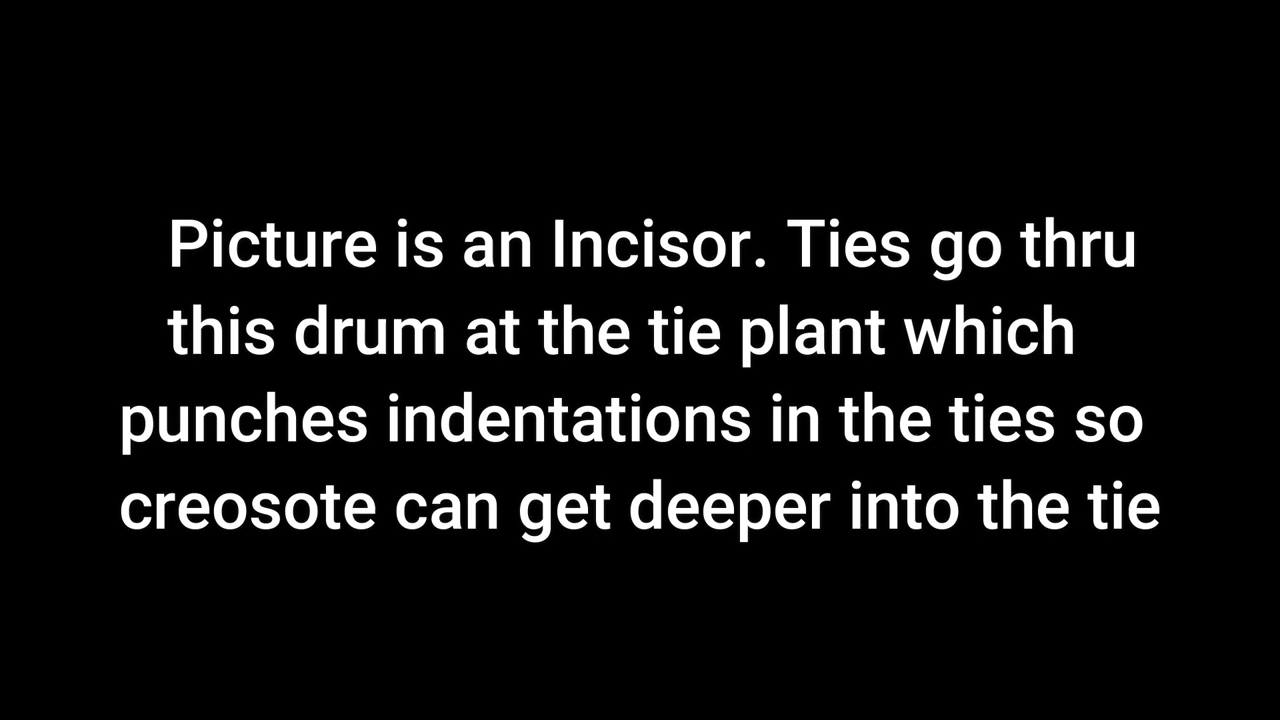 Picture is an Incisor. Ties go thru
this drum at the tie plant which
punches indentations in the ties so
creosote can get deeper into the tie